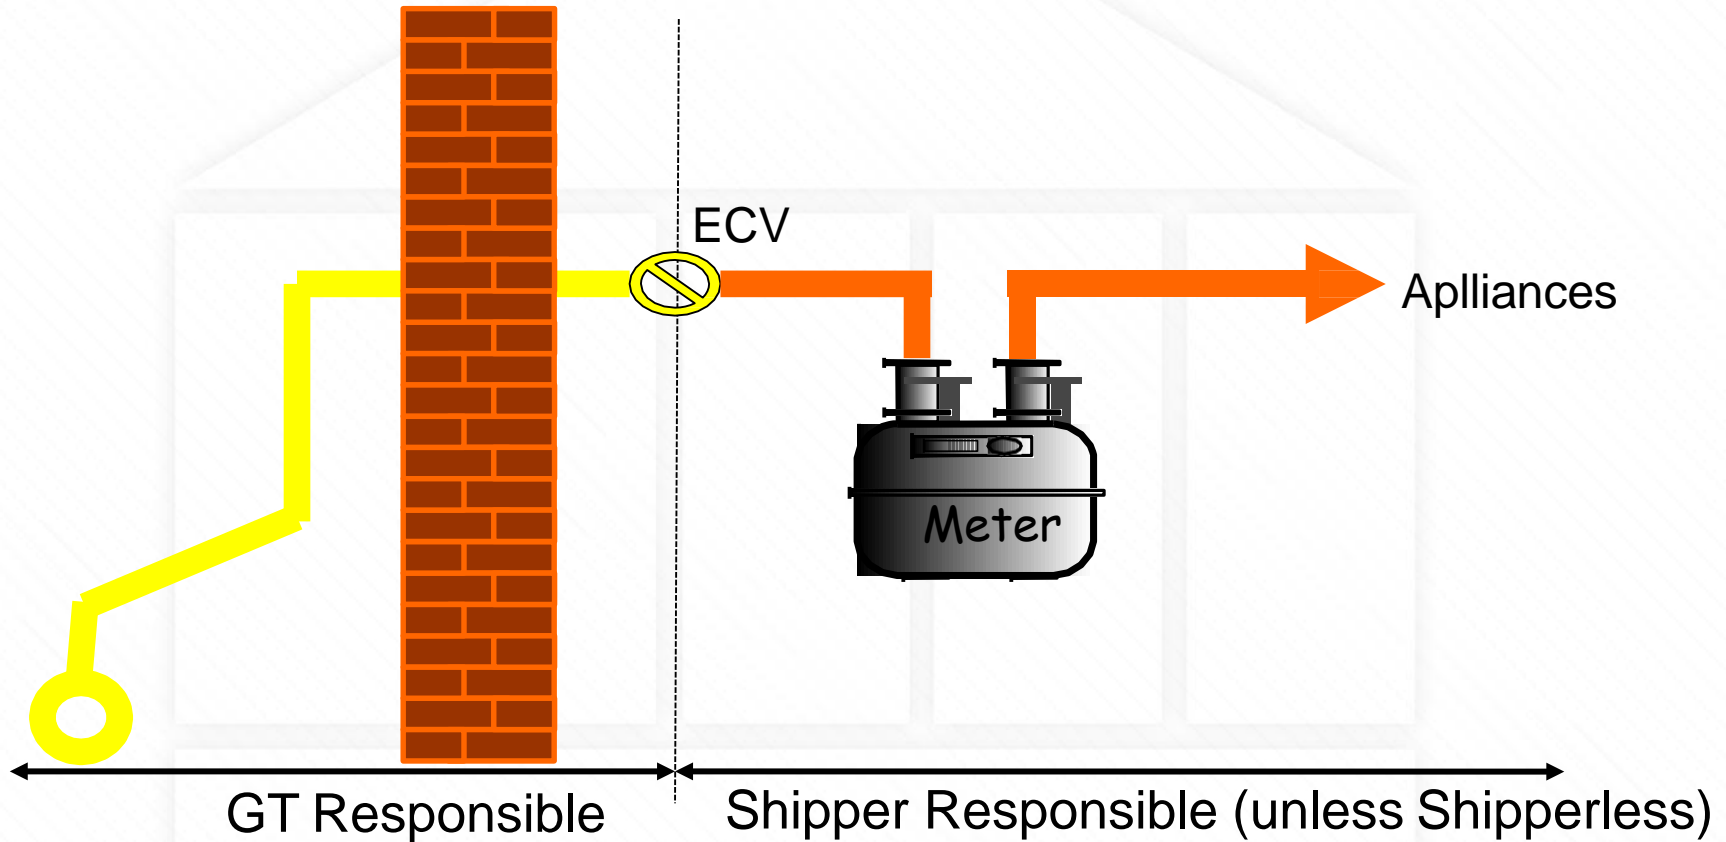 ECV
Aplliances
Meter
GT Responsible
Shipper Responsible (unless Shipperless)